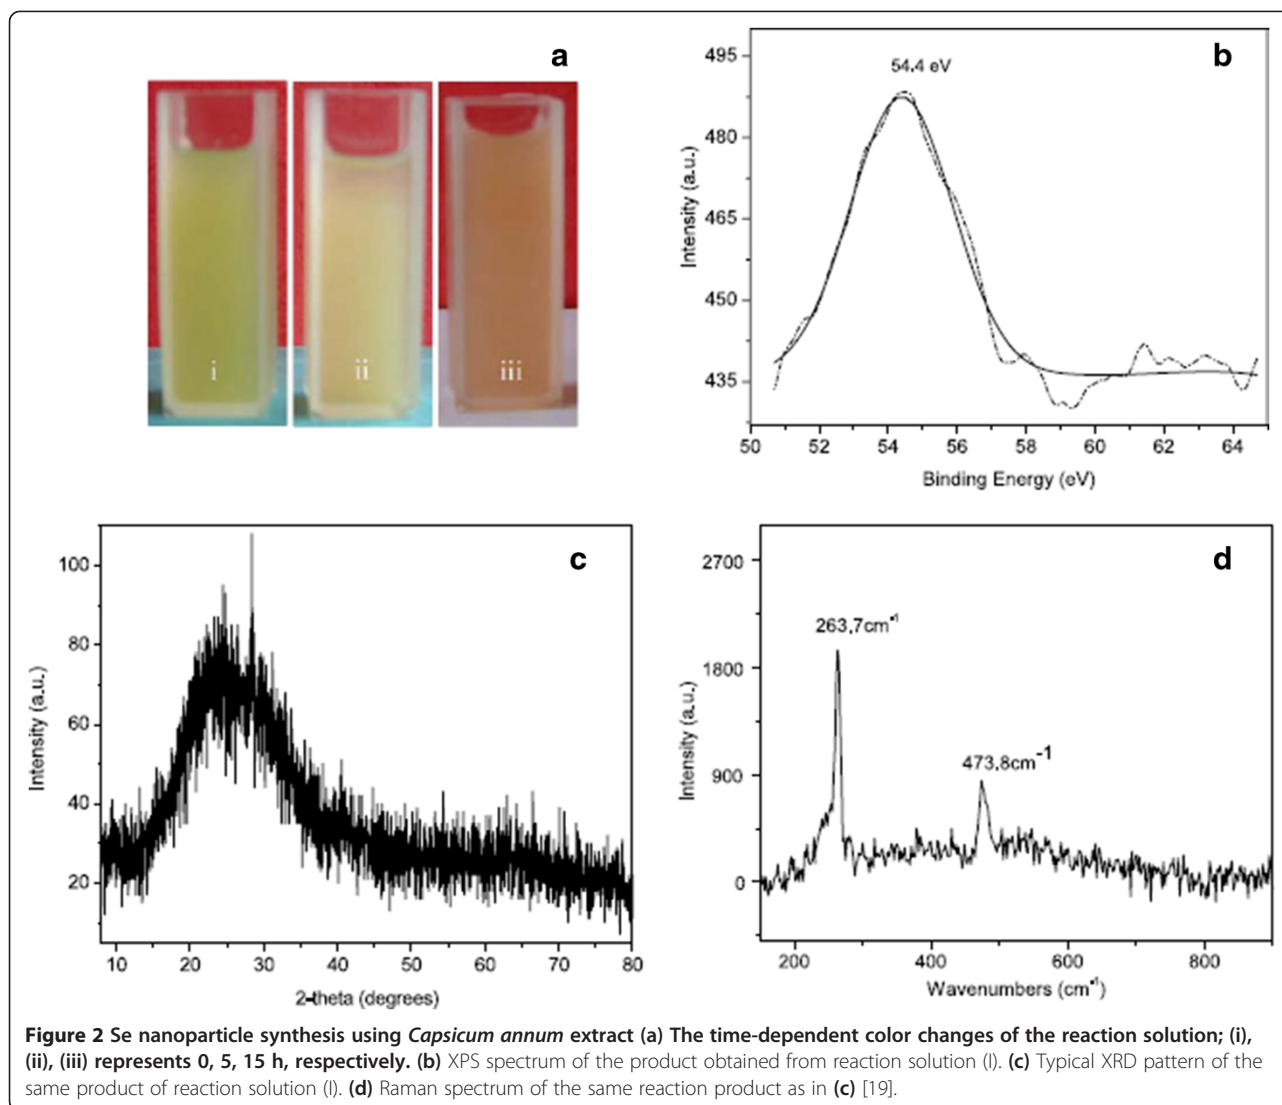 a
i
ii
iii
b
54.4 eV
495
480
465
450
435
Intensity (a.u.)
50 52 54 56 58 60 62 64
Binding Energy (eV)
c
100
80
60
40
20
Intensity (a.u.)
10 20 30 40 50 60 70 80
2-theta (degrees)
d
263,7cm⁻¹
473,8cm⁻¹
2700
1800
900
0
Intensity (a.u.)
200 400 600 800
Wavenumbers (cm⁻¹)
Figure 2 Se nanoparticle synthesis using Capsicum annum extract (a) The time-dependent color changes of the reaction solution; (i),
(ii), (iii) represents 0, 5, 15 h, respectively. (b) XPS spectrum of the product obtained from reaction solution (I). (c) Typical XRD pattern of the
same product of reaction solution (I). (d) Raman spectrum of the same reaction product as in (c) [19].